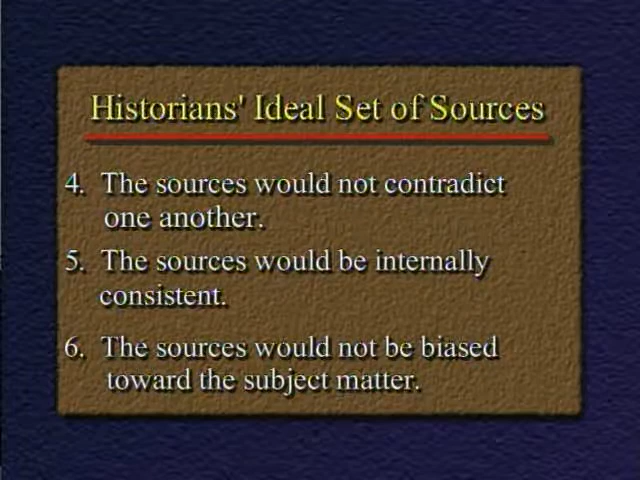 Historians' Ideal Set of Sources
4. The sources would not contradict
one another.
5. The sources would be internally
consistent.
6. The sources would not be biased
toward the subject matter.